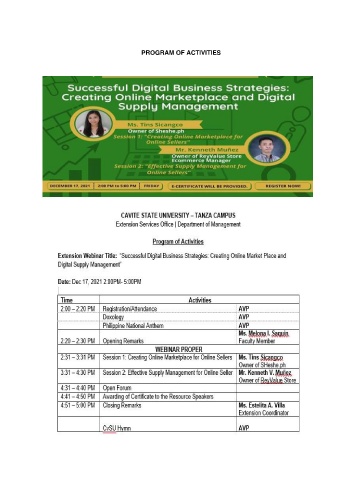 PROGRAM OF ACTIVITIES
Successful Digital Business Strategies:
Creating Online Marketplace and Digital
Supply Management
Ms. Tins Sicangco
Owner of Sheshe.ph
Session 1: "Creating Online Marketplace for
Online Sellers"
Mr. Kenneth Muñez
Owner of ReyValue Store
Ecommerce Manager
Session 2: "Effective Supply Management for
Online Sellers"
DECEMBER 17, 2021 2:00 PM to 5:00 PM FRIDAY E-CERTIFICATE WILL BE PROVIDED. REGISTER NOW!
CAVITE STATE UNIVERSITY – TANZA CAMPUS
Extension Services Office | Department of Management
Program of Activities
Extension Webinar Title: "Successful Digital Business Strategies: Creating Online Market Place and
Digital Supply Management"
Date: Dec 17, 2021 2:00PM- 5:00PM
Time Activities
2:00 – 2:20 PM Registration/Attendance AVP
Doxology AVP
Philippine National Anthem AVP
2:20 – 2:30 PM Opening Remarks Ms. Melona I. Saquin
Faculty Member
WEBINAR PROPER
2:31 – 3:31 PM Session 1: Creating Online Marketplace for Online Sellers Ms. Tins Sicangco
Owner of SHeshe.ph
3:31 – 4:30 PM Session 2: Effective Supply Management for Online Seller Mr. Kenneth V. Muñez
Owner of ReyValue Store
4:31 – 4:40 PM Open Forum
4:41 – 4:50 PM Awarding of Certificate to the Resource Speakers
4:51 – 5:00 PM Closing Remarks Ms. Estelita A. Villa
Extension Coordinator
CvSU Hymn AVP